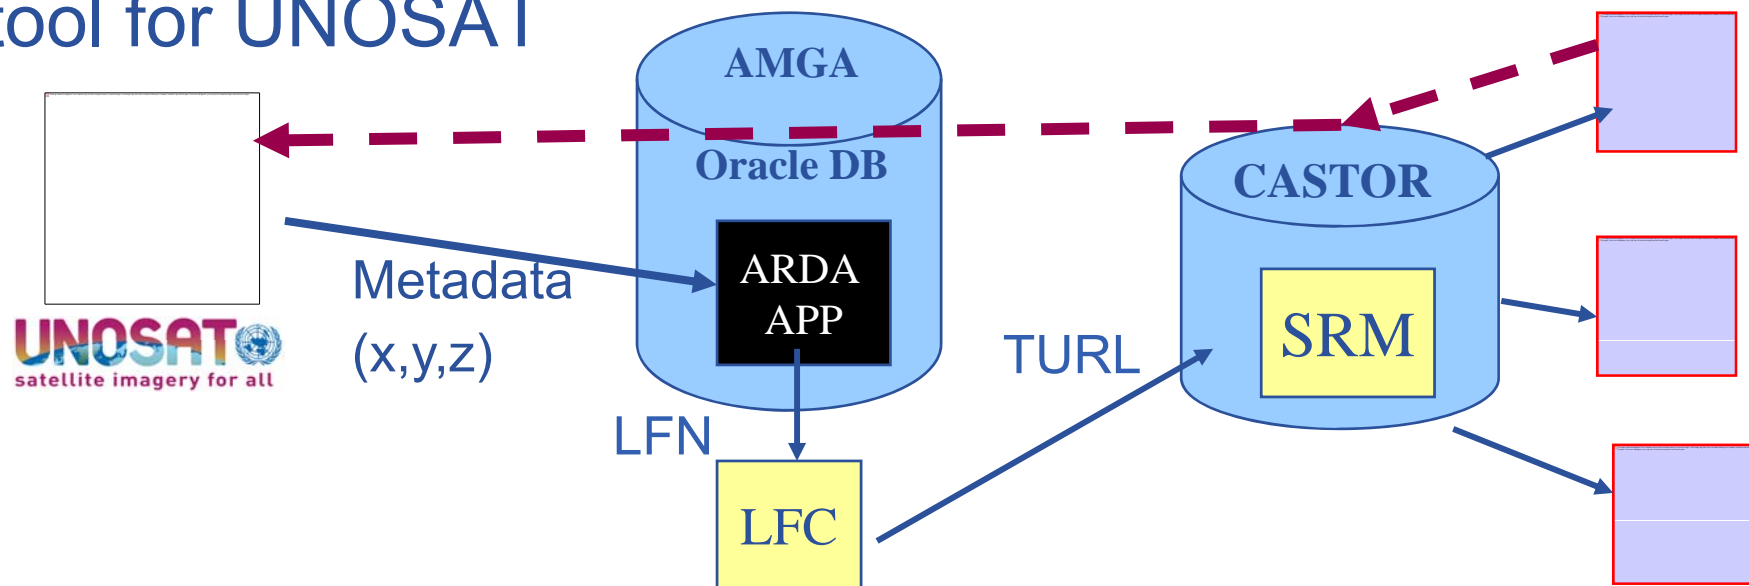 tool for UNOSAT
AMGA
Oracle DB
ARDA
APP
Metadata
(x,y,z)
UNOSAT
satellite imagery for all
LFN
LFC
TURL
CASTOR
SRM